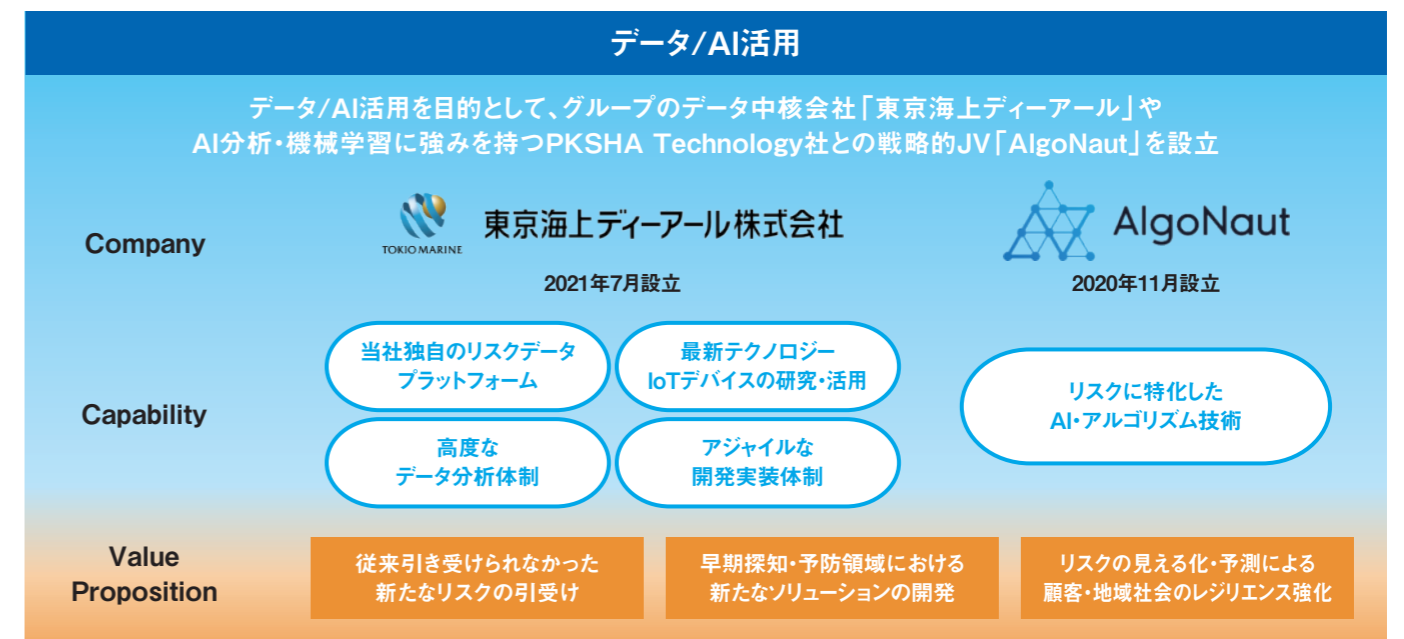 データ/AI活用
データ/AI活用を目的として、グループのデータ中核会社「東京海上ディーアール」や
AI分析・機械学習に強みを持つPKSHA Technology社との戦略的JV「AlgoNaut」を設立
Company
TOKIO MARINE
東京海上ディーアール株式会社
2021年7月設立
AlgoNaut
2020年11月設立
Capability
当社独自のリスクデータ
プラットフォーム
最新テクノロジー
IoTデバイスの研究・活用
高度な
データ分析体制
アジャイルな
開発実装体制
リスクに特化した
AI・アルゴリズム技術
Value
Proposition
従来引き受けられなかった
新たなリスクの引受け
早期探知・予防領域における
新たなソリューションの開発
リスクの見える化・予測による
顧客・地域社会のレジリエンス強化